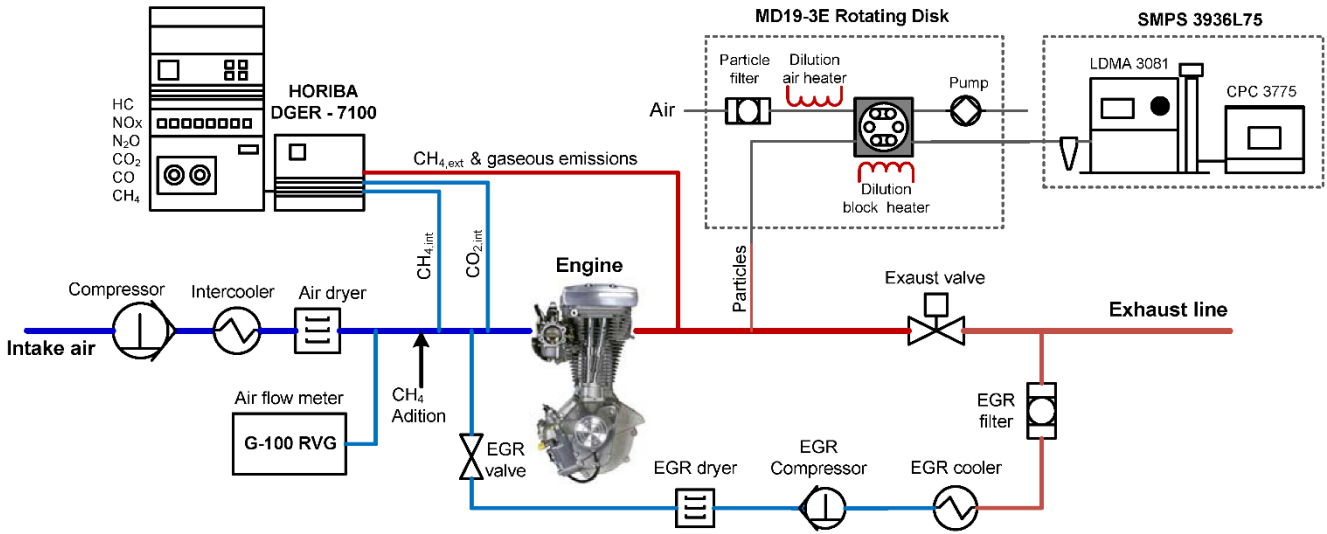 MD19-3E Rotating Disk
SMPS 3936L75
HORIBA
DGER - 7100
HC
NOx
N₂O
CO₂
CO
CH₄
Particle
filter
Dilution
air heater
Pump
Air
Dilution
block heater
LDMA 3081
CPC 3775
CH₄,ext & gaseous emissions
CH₄,int
CO₂,int
Particles
Compressor
Intercooler
Air dryer
Engine
Exaust valve
Intake air
Exhaust line
Air flow meter
G-100 RVG
CH₄
Adition
EGR
valve
EGR dryer
EGR
Compressor
EGR cooler
EGR
filter